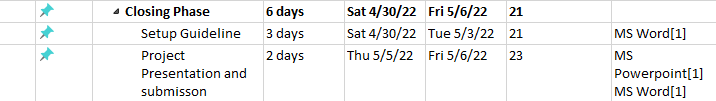 Closing Phase 6 days Sat 4/30/22 Fri 5/6/22 21
Setup Guideline 3 days Sat 4/30/22 Tue 5/3/22 21 MS Word[1]
Project 2 days Thu 5/5/22 Fri 5/6/22 23 MS
Presentation and Powerpoint[1]
submisson MS Word[1]